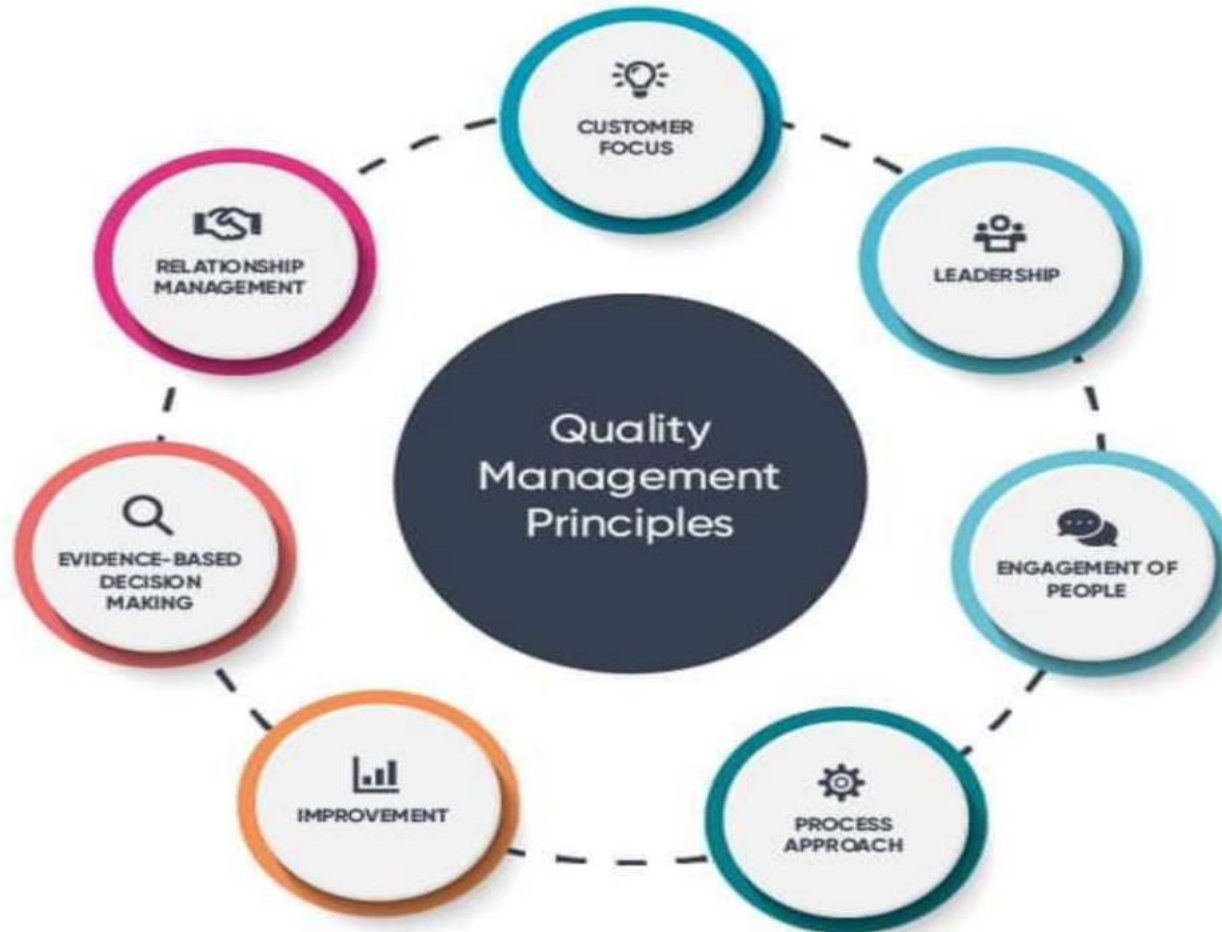 CUSTOMER
FOCUS
LEADERSHIP
ENGAGEMENT OF
PEOPLE
PROCESS
APPROACH
IMPROVEMENT
EVIDENCE-BASED
DECISION
MAKING
RELATIONSHIP
MANAGEMENT
Quality
Management
Principles